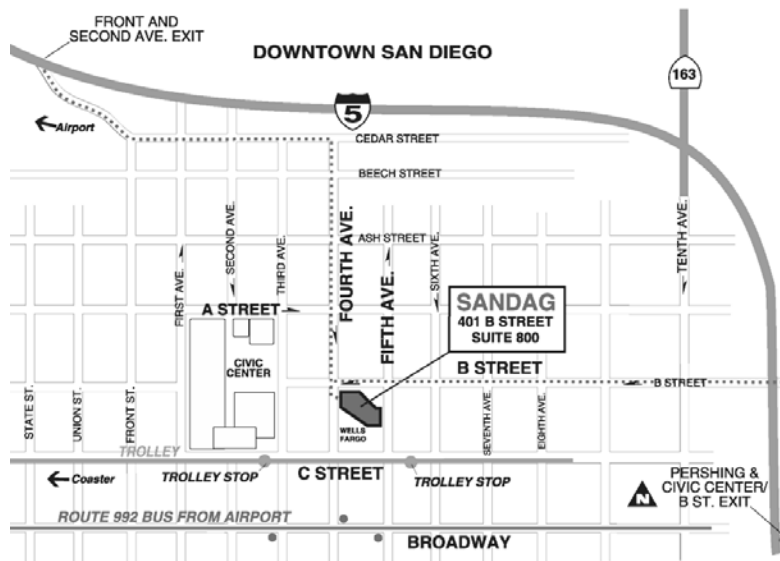 FRONT AND
SECOND AVE. EXIT
DOWNTOWN SAN DIEGO
163
5
Airport
CEDAR STREET
BEECH STREET
ASH STREET
FIRST AVE.
SECOND AVE.
THIRD AVE.
FOURTH AVE.
FIFTH AVE.
SIXTH AVE.
TENTH AVE.
A STREET
SANDAG
401 B STREET
SUITE 800
CIVIC
CENTER
B STREET
B STREET
WELLS
FARGO
STATE ST.
UNION ST.
FRONT ST.
SEVENTH AVE.
EIGHTH AVE.
TROLLEY
Coaster
TROLLEY STOP
C STREET
TROLLEY STOP
N
PERSHING &
CIVIC CENTER/
B ST. EXIT
ROUTE 992 BUS FROM AIRPORT
BROADWAY